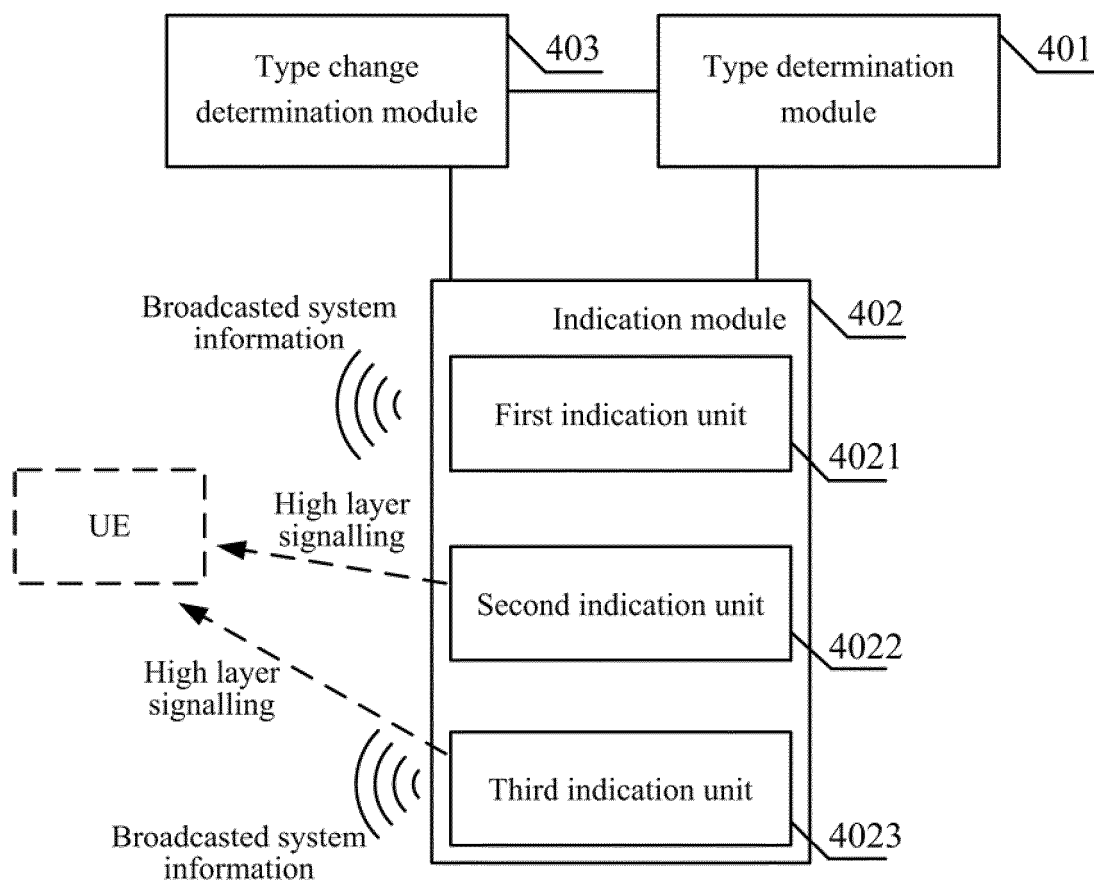 Type change
determination module
403
Type determination
module
401
Broadcasted system
information
Indication module
402
First indication unit
4021
UE
High layer
signalling
Second indication unit
4022
High layer
signalling
Third indication unit
4023
Broadcasted system
information